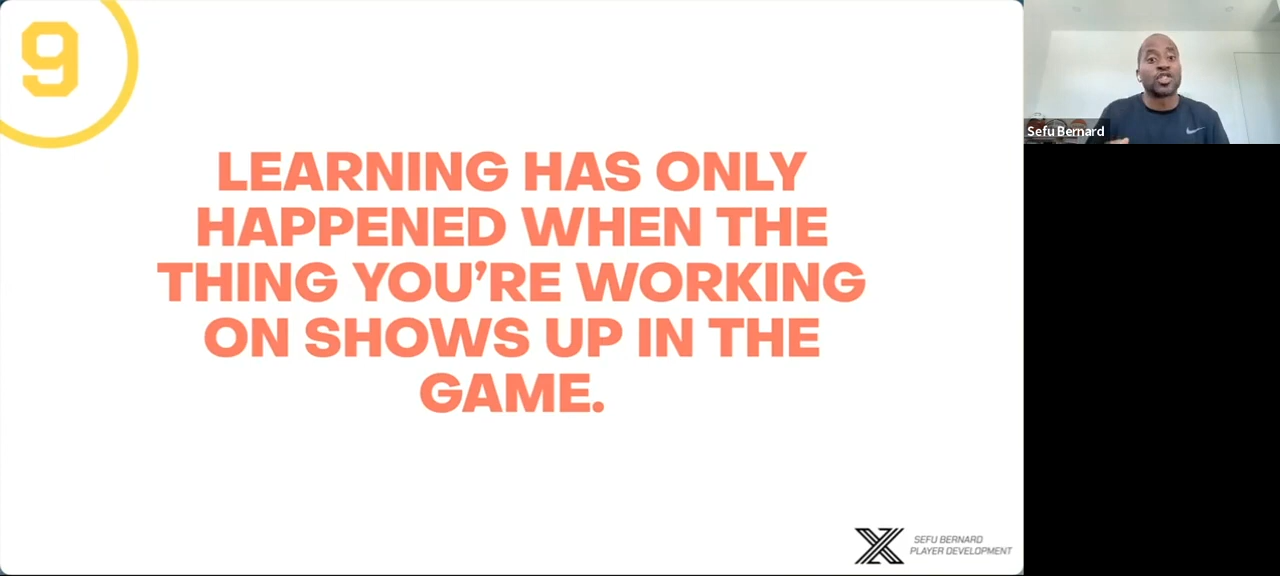 9
LEARNING HAS ONLY
HAPPENED WHEN THE
THING YOU’RE WORKING
ON SHOWS UP IN THE
GAME.
SEFU BERNARD
PLAYER DEVELOPMENT
Sefu Bernard